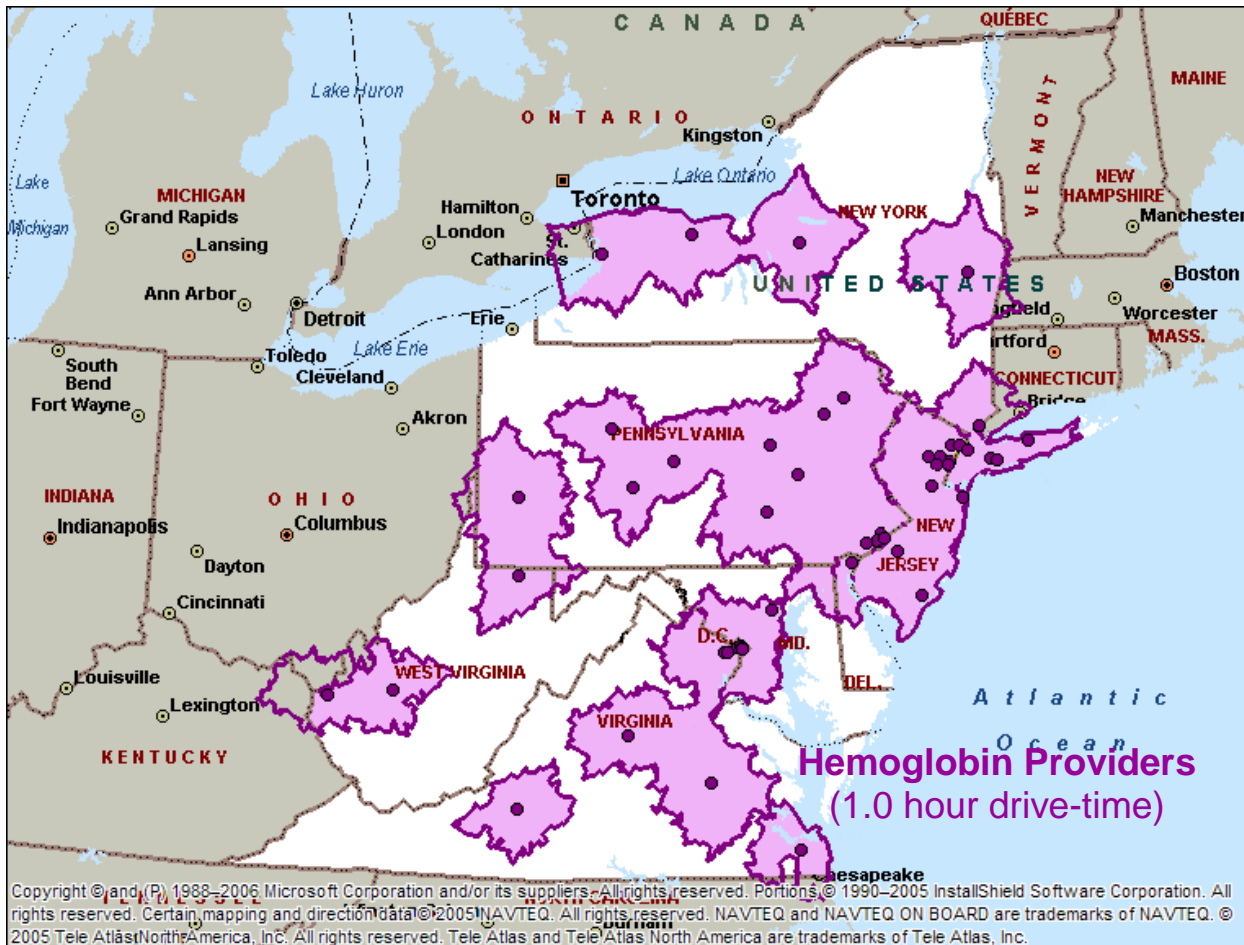 CANADA
QUÉBEC
MAINE
Lake Huron
VERMONT
ONTARIO
Kingston
Lake Ontario
Lake
Michigan
MICHIGAN
Grand Rapids
Lansing
Toronto
Hamilton
London
St.
Catharines
NEW YORK
NEW
HAMPSHIRE
Manchester
UNITED STATES
Boston
Ann Arbor
Detroit
Erie
Worcester
MASS.
Lake Erie
Toledo
Cleveland
South
Bend
Fort Wayne
Akron
CONNECTICUT
PENNSYLVANIA
INDIANA
Indianapolis
OHIO
Columbus
NEW
JERSEY
Dayton
Cincinnati
D.C.
MD.
DEL.
WEST VIRGINIA
Louisville
Lexington
KENTUCKY
VIRGINIA
Atlantic
Ocean
Hemoglobin Providers
(1.0 hour drive-time)
Copyright © and (P) 1988–2006 Microsoft Corporation and/or its suppliers. All rights reserved. Portions © 1990–2005 InstallShield Software Corporation. All
rights reserved. Certain mapping and direction data © 2005 NAVTEQ. All rights reserved. NAVTEQ and NAVTEQ ON BOARD are trademarks of NAVTEQ. ©
2005 Tele Atlas North America, Inc. All rights reserved. Tele Atlas and Tele Atlas North America are trademarks of Tele Atlas, Inc.